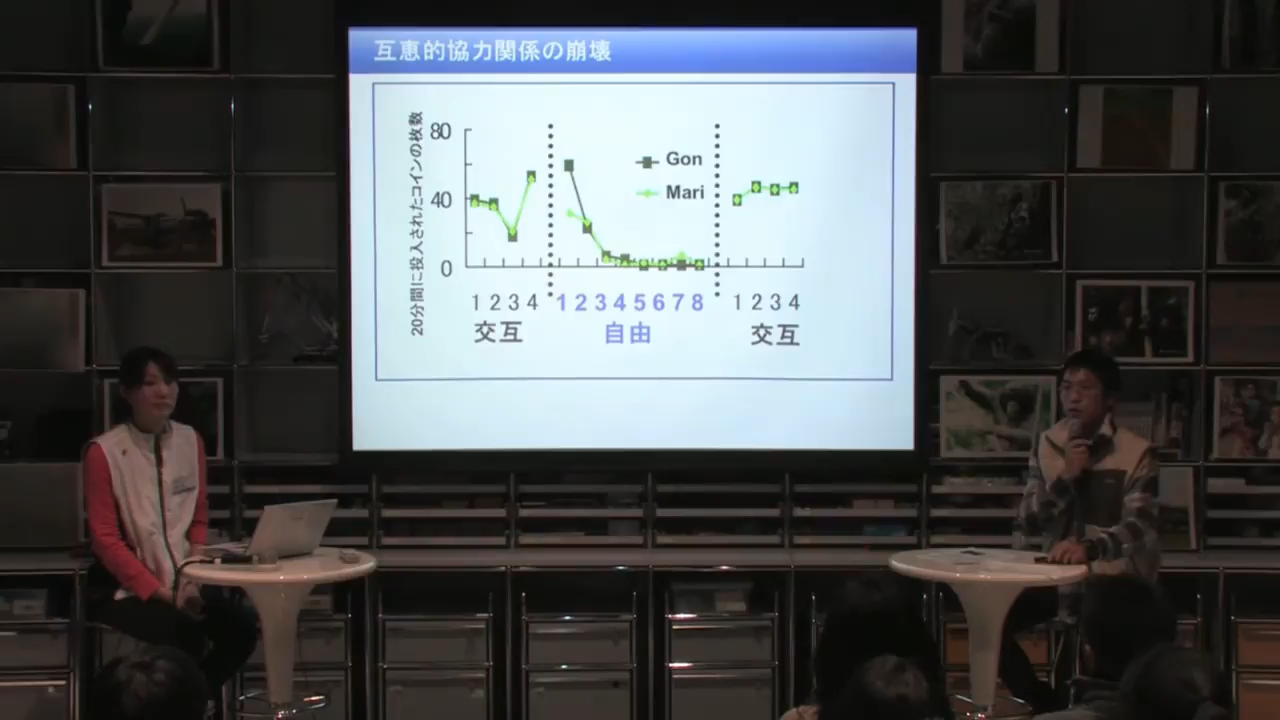 互恵的協力関係の崩壊
20分間に投入されたコインの枚数
80
40
0
Gon
Mari
1 2 3 4 1 2 3 4 5 6 7 8 1 2 3 4
交互 自由 交互